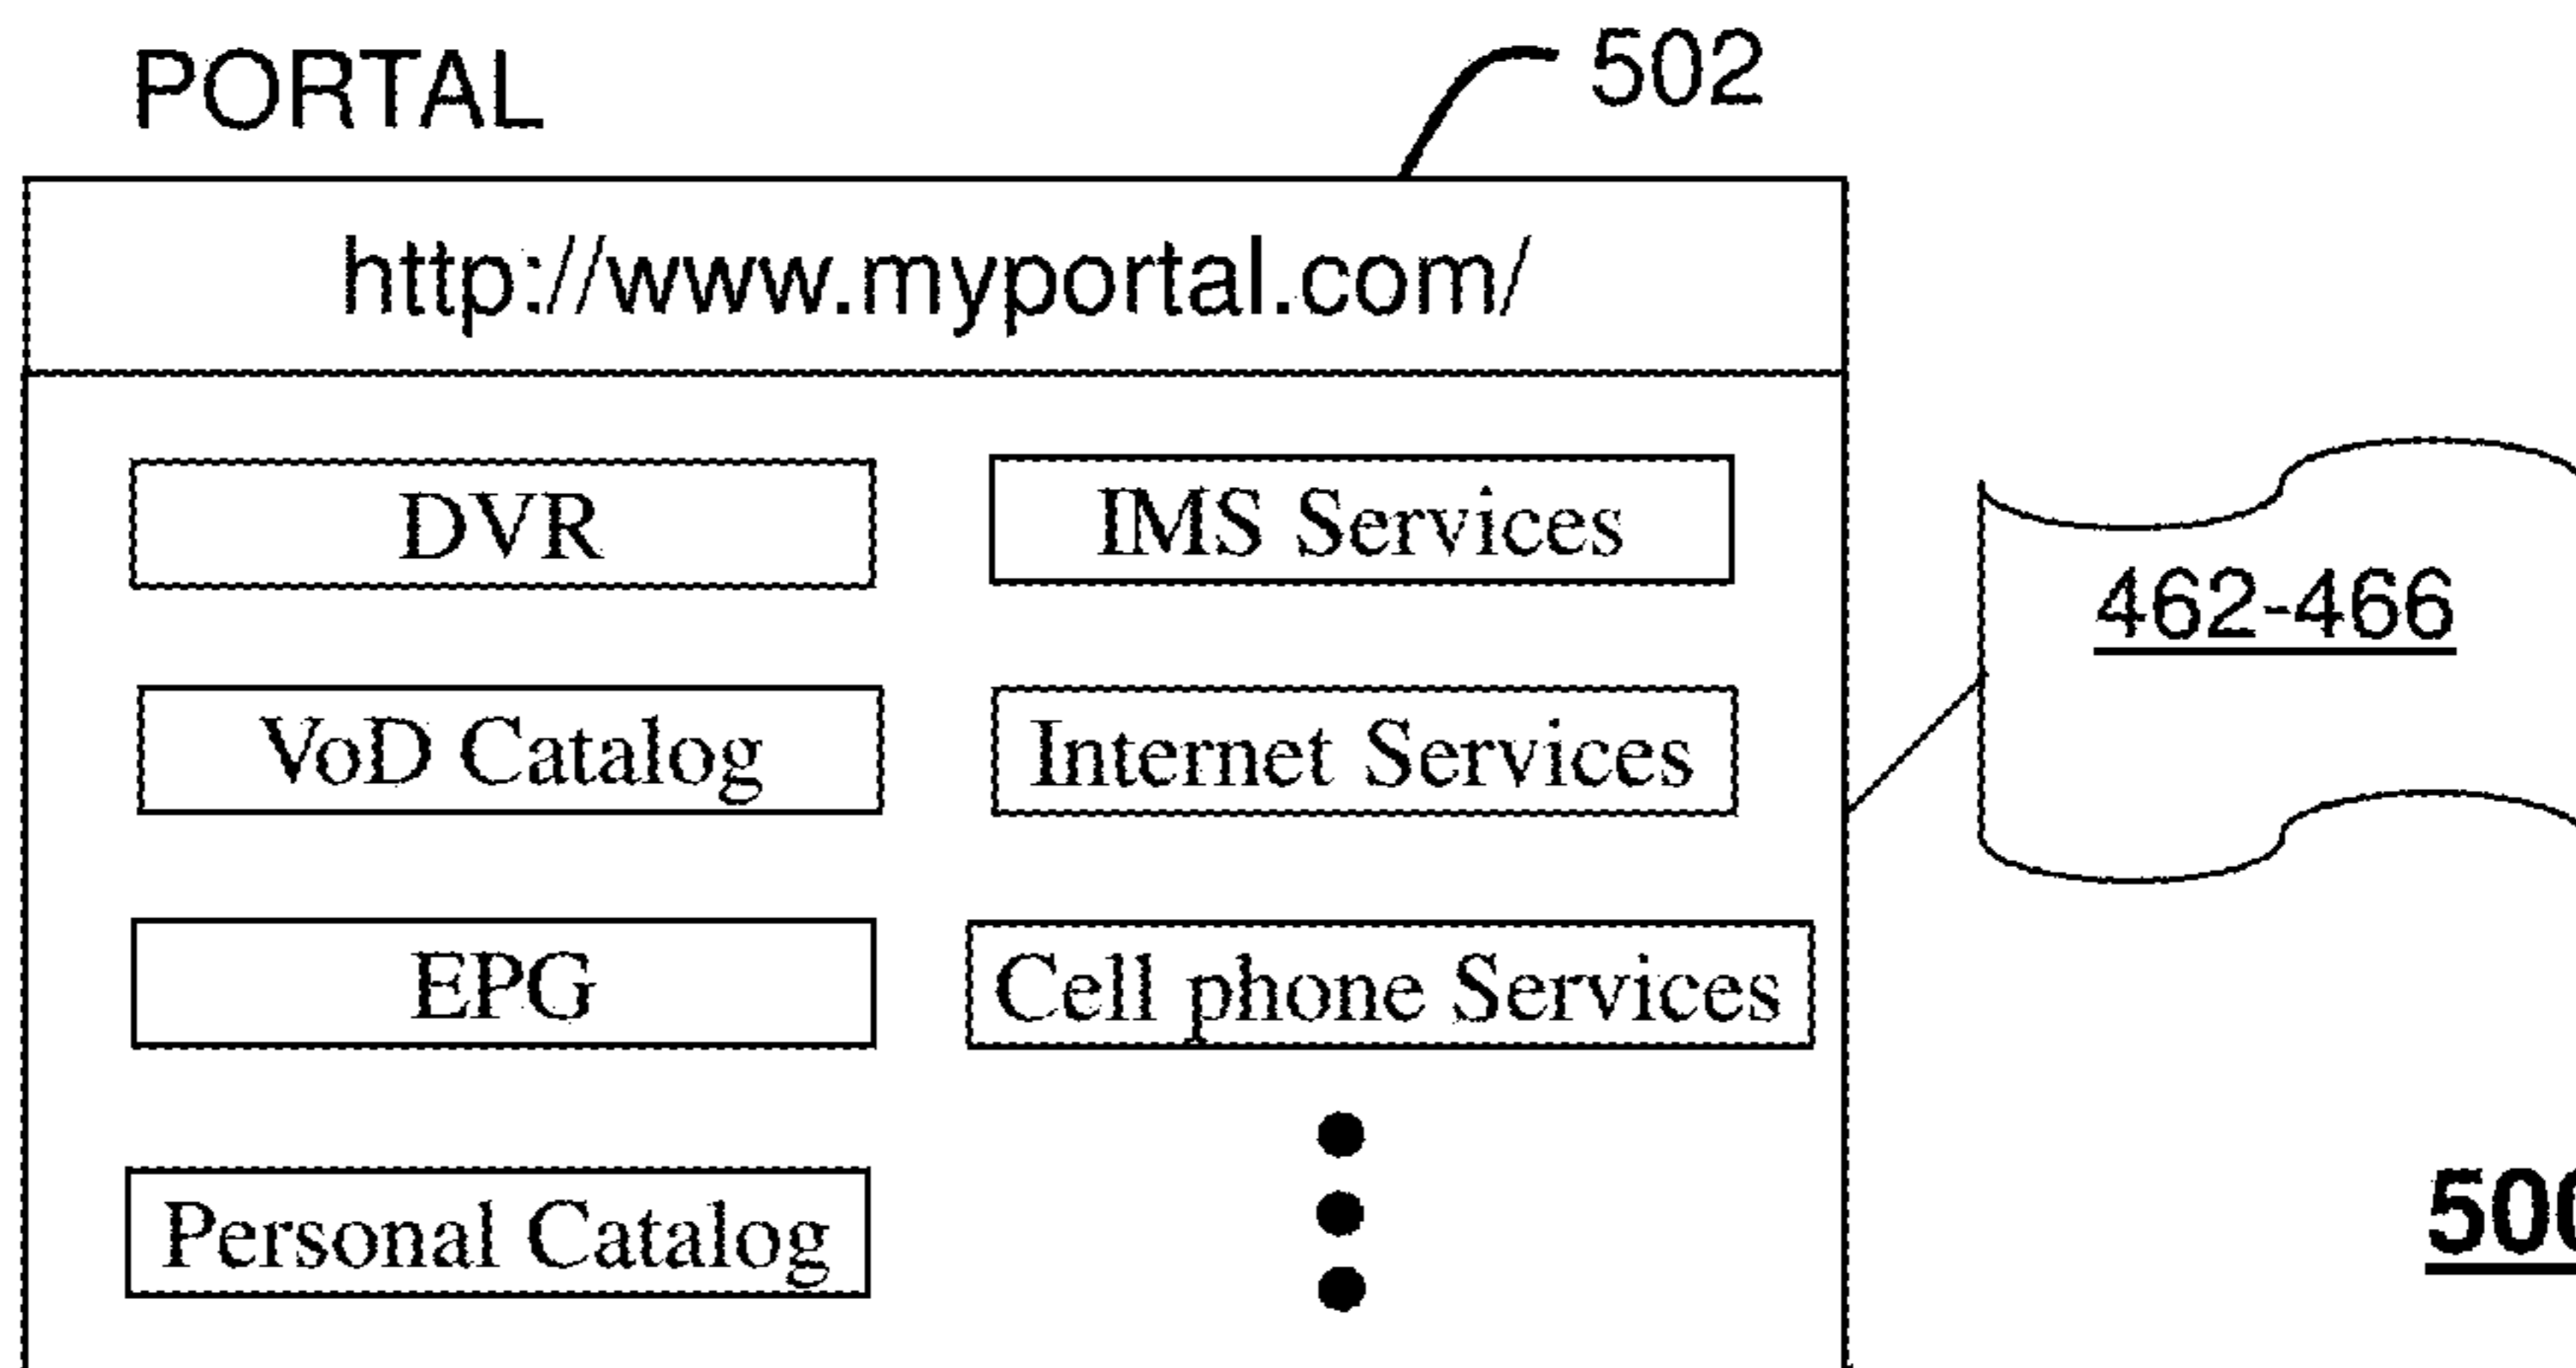 PORTAL
502
http://www.myportal.com/
DVR
IMS Services
462-466
VoD Catalog
Internet Services
EPG
Cell phone Services
Personal Catalog